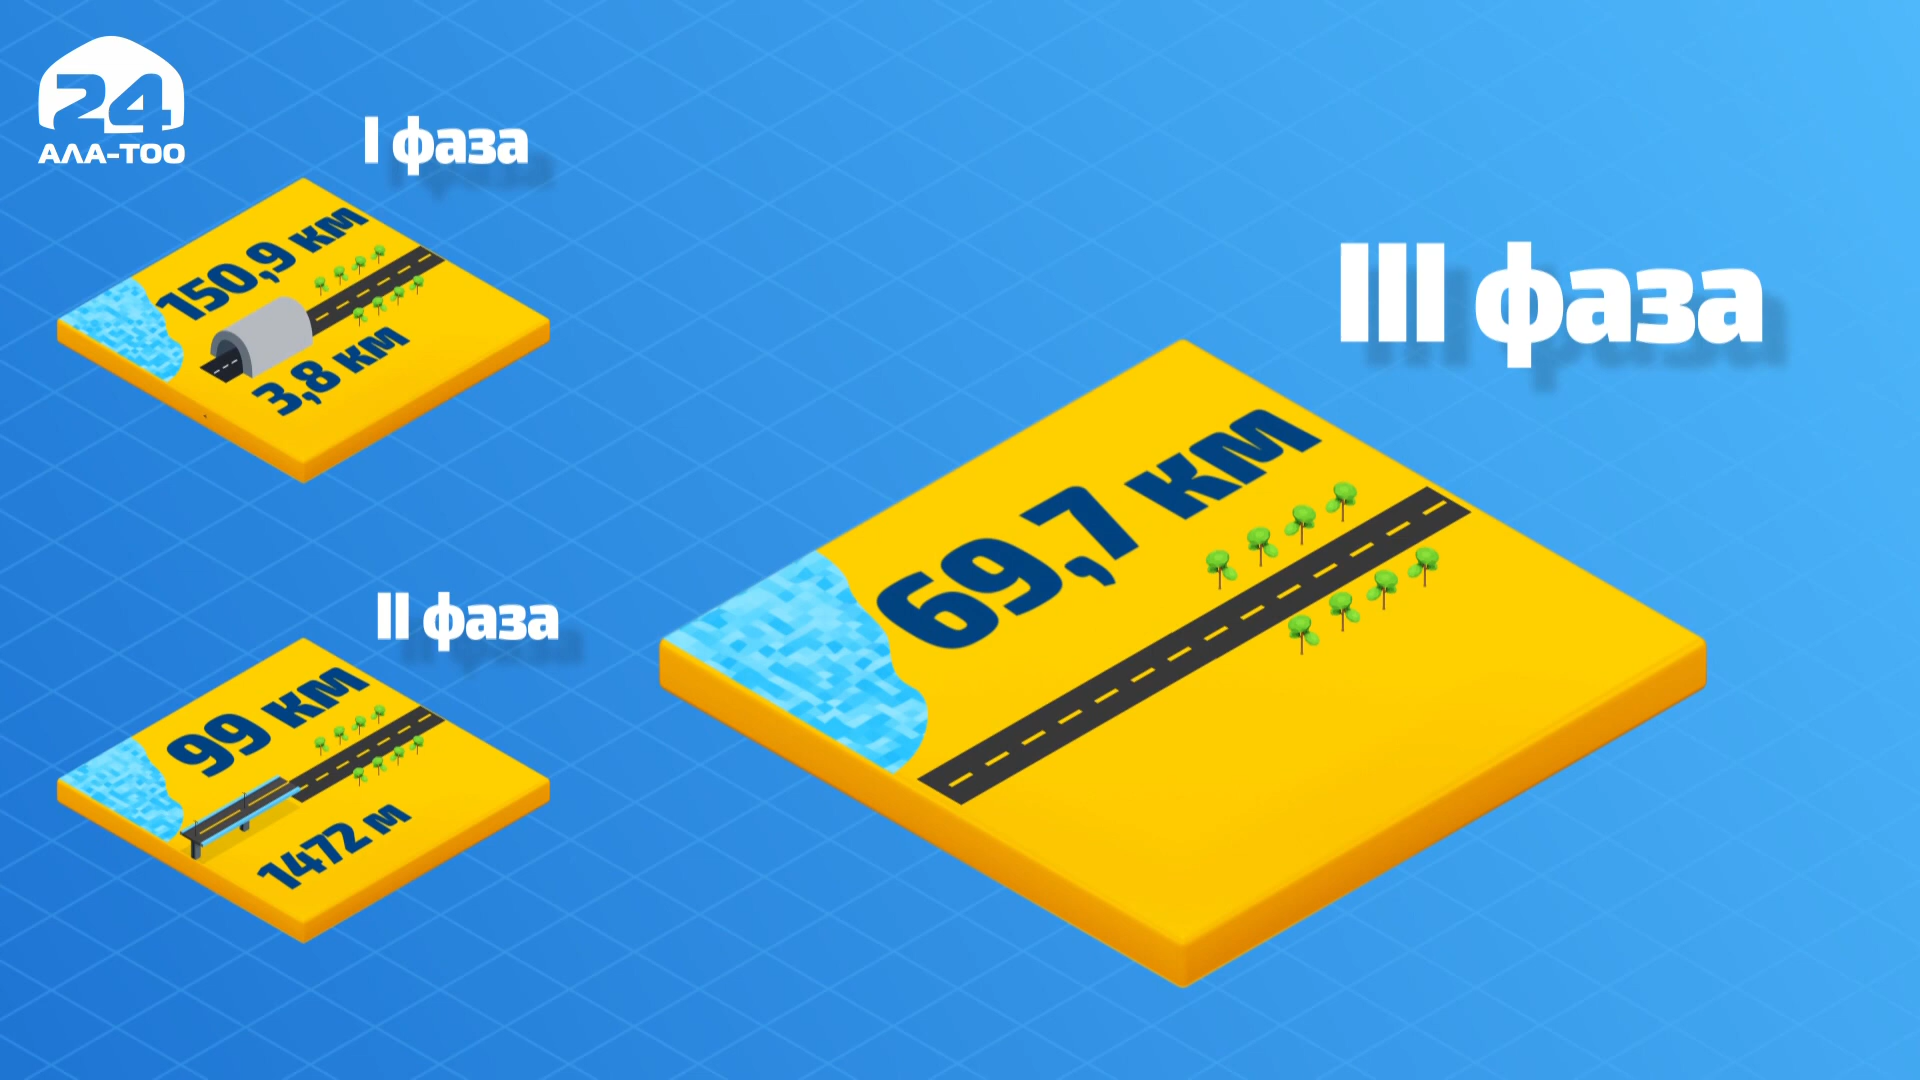 24
АЛА-ТОО
I фаза
150,9 км
3,8 км
II фаза
99 км
1472 м
III фаза
69,7 км